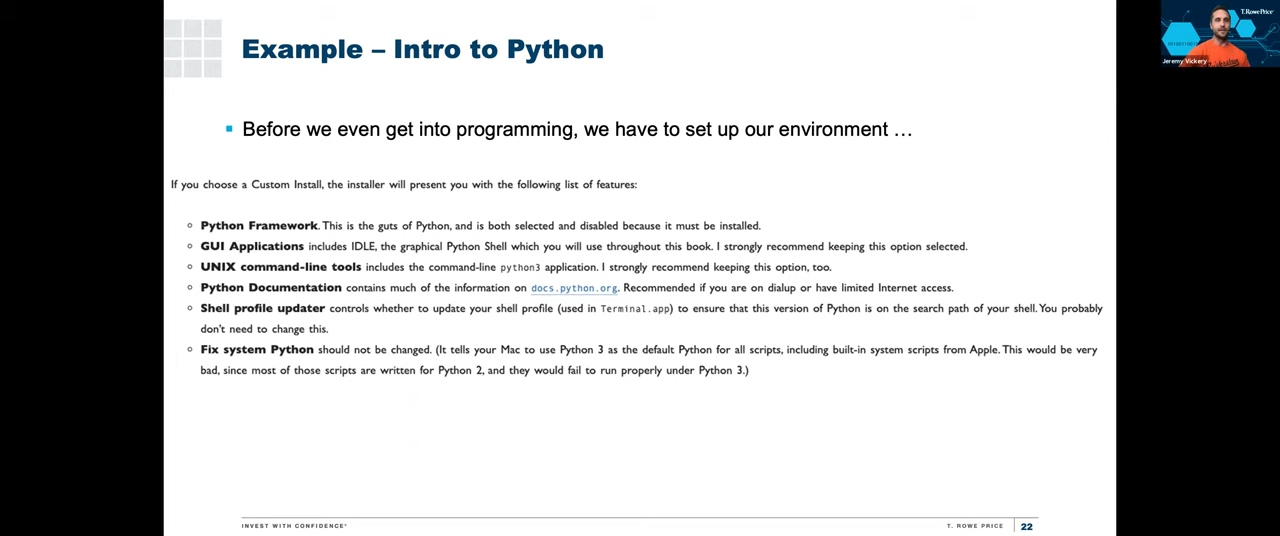 Example – Intro to Python
T.RowePrice
Jeremy Vickery
Before we even get into programming, we have to set up our environment …
If you choose a Custom Install, the installer will present you with the following list of features:
Python Framework. This is the guts of Python, and is both selected and disabled because it must be installed.
GUI Applications includes IDLE, the graphical Python Shell which you will use throughout this book. I strongly recommend keeping this option selected.
UNIX command-line tools includes the command-line python3 application. I strongly recommend keeping this option, too.
Python Documentation contains much of the information on docs.python.org. Recommended if you are on dialup or have limited Internet access.
Shell profile updater controls whether to update your shell profile (used in Terminal.app) to ensure that this version of Python is on the search path of your shell. You probably
don't need to change this.
Fix system Python should not be changed. (It tells your Mac to use Python 3 as the default Python for all scripts, including built-in system scripts from Apple. This would be very
bad, since most of those scripts are written for Python 2, and they would fail to run properly under Python 3.)
INVEST WITH CONFIDENCE®
T. ROWE PRICE
22